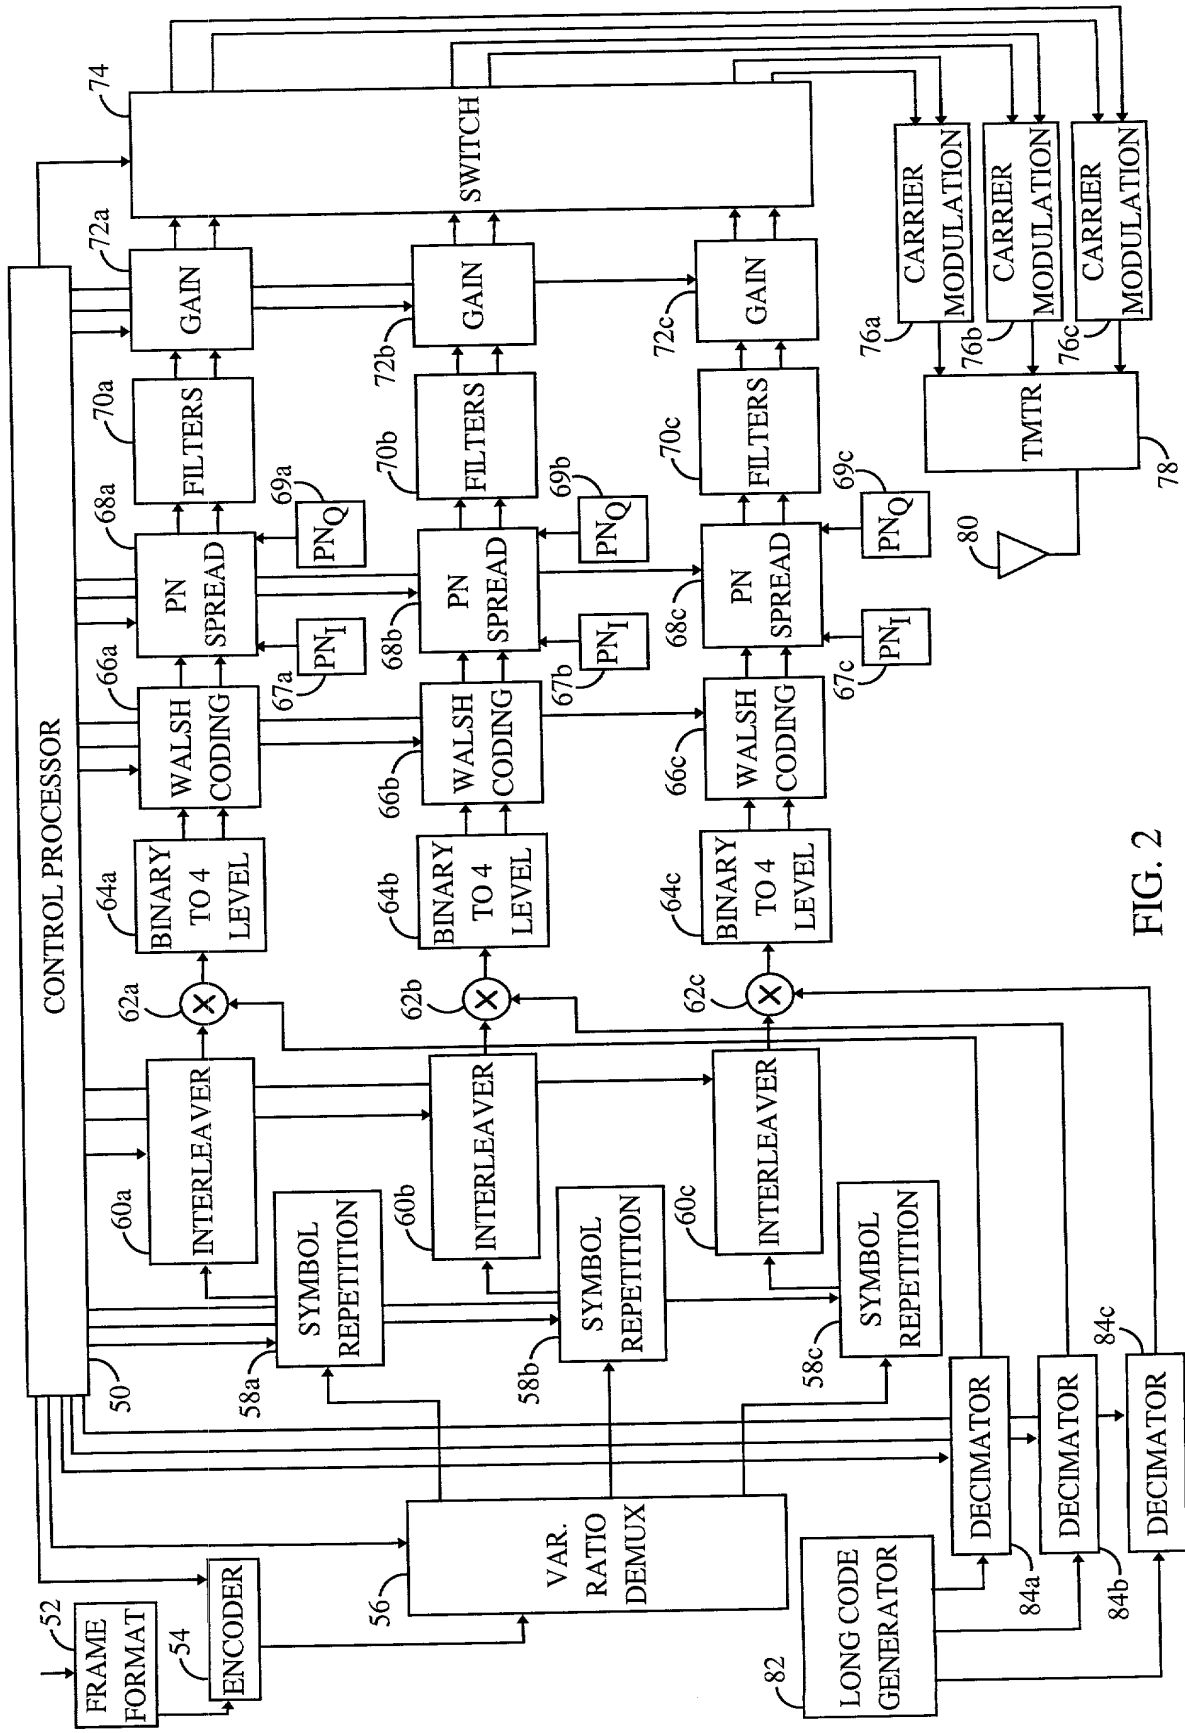 CONTROL PROCESSOR
50
52
FRAME
FORMAT
54
ENCODER
56
VAR.
RATIO
DEMUX
58a
SYMBOL
REPETITION
60a
INTERLEAVER
62a
X
64a
BINARY
TO 4
LEVEL
66a
WALSH
CODING
67a
PNI
68a
PN
SPREAD
69a
PNQ
70a
FILTERS
72a
GAIN
74
SWITCH
58b
SYMBOL
REPETITION
60b
INTERLEAVER
62b
X
64b
BINARY
TO 4
LEVEL
66b
WALSH
CODING
67b
PNI
68b
PN
SPREAD
69b
PNQ
70b
FILTERS
72b
GAIN
58c
SYMBOL
REPETITION
60c
INTERLEAVER
62c
X
64c
BINARY
TO 4
LEVEL
66c
WALSH
CODING
67c
PNI
68c
PN
SPREAD
69c
PNQ
70c
FILTERS
72c
GAIN
76a
CARRIER
MODULATION
76b
CARRIER
MODULATION
76c
CARRIER
MODULATION
TMTR
78
80
82
LONG CODE
GENERATOR
84a
DECIMATOR
84b
DECIMATOR
84c
DECIMATOR
FIG. 2